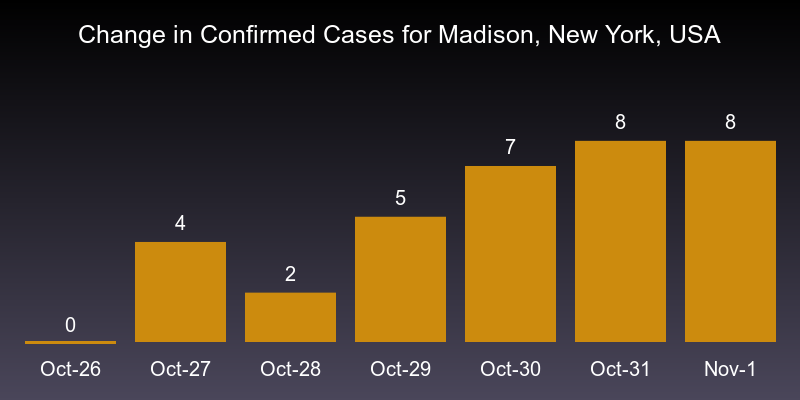 Change in Confirmed Cases for Madison, New York, USA
0
4
2
5
7
8
8
Oct-26
Oct-27
Oct-28
Oct-29
Oct-30
Oct-31
Nov-1